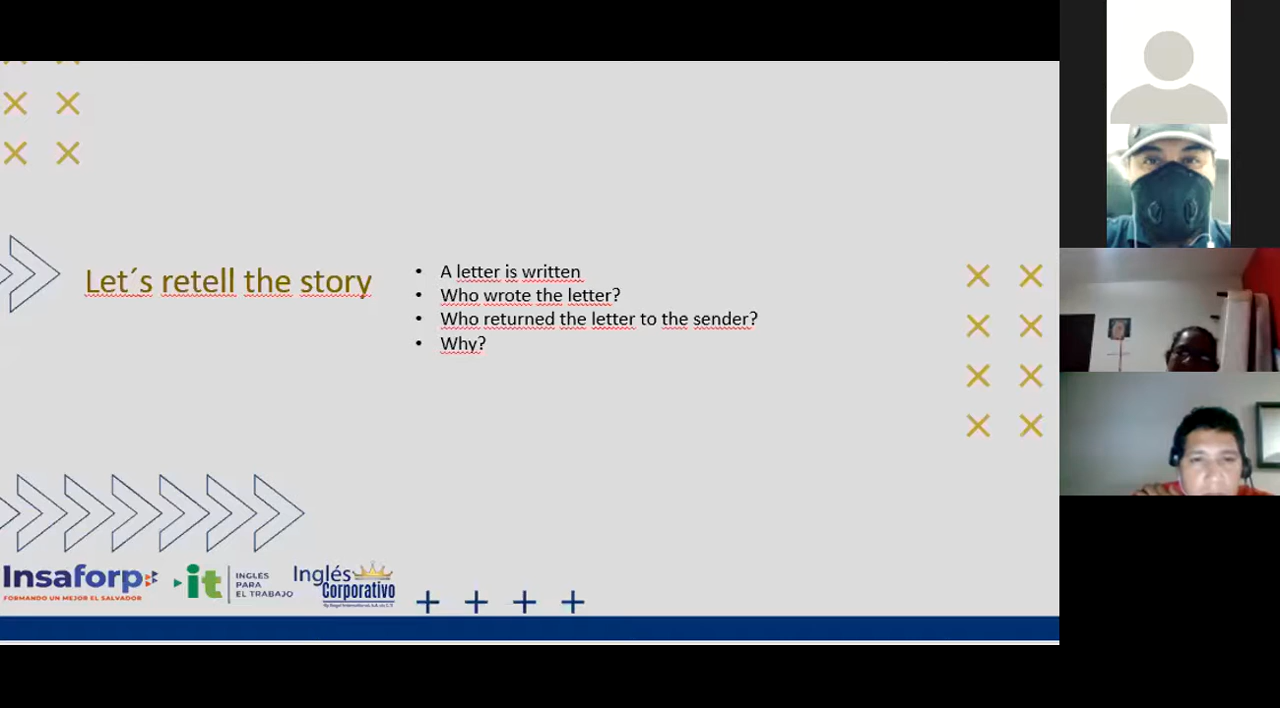 Let´s retell the story
• A letter is written
• Who wrote the letter?
• Who returned the letter to the sender?
• Why?
Insaforp
FORMANDO UN MEJOR EL SALVADOR
it
INGLÉS
PARA
EL TRABAJO
Inglés
Corporativo